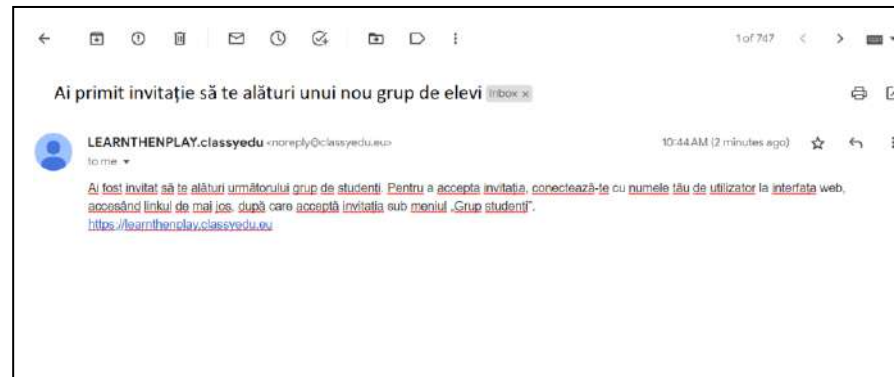 1 of 747
Ai primit invitație să te alături unui nou grup de elevi Inbox x
LEARNTHENPLAY.classyedu <noreply@classyedu.eu> 10:44 AM (2 minutes ago)
to me
Ai fost invitat să te alături următorului grup de studenți. Pentru a accepta invitația, conectează-te cu numele tău de utilizator la interfața web,
accesând linkul de mai jos, după care acceptă invitația sub meniul „Grup studenți”.
https://learnthenplay.classyedu.eu